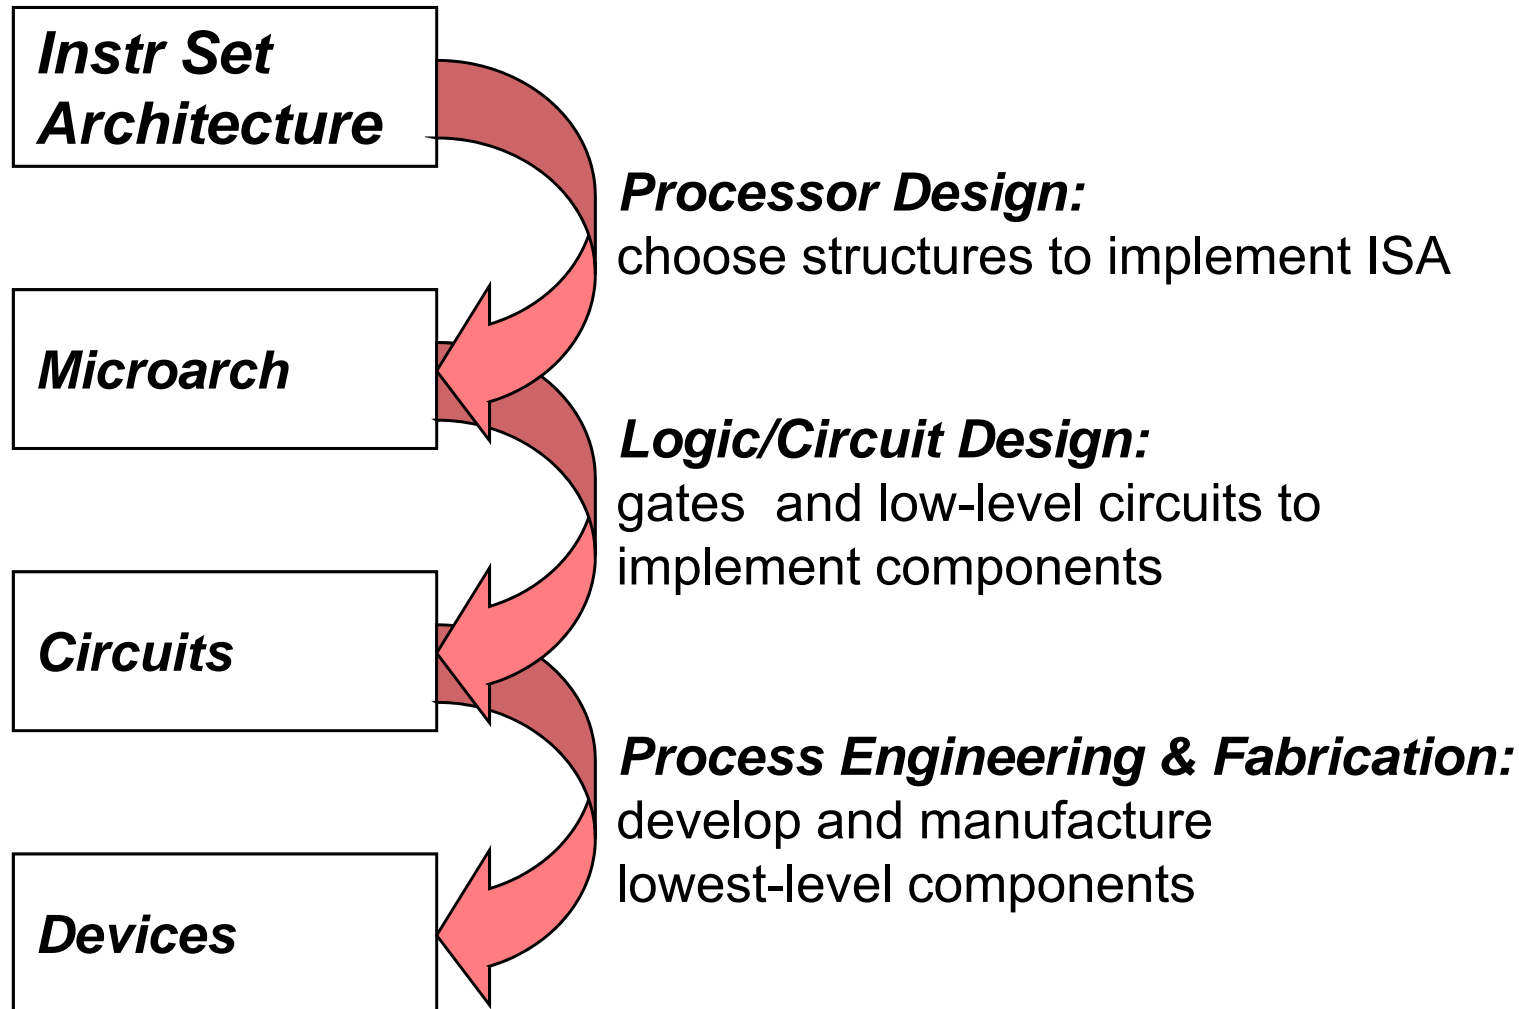 Instr Set
Architecture
Processor Design:
choose structures to implement ISA
Microarch
Logic/Circuit Design:
gates  and low-level circuits to
implement components
Circuits
Process Engineering & Fabrication:
develop and manufacture
lowest-level components
Devices